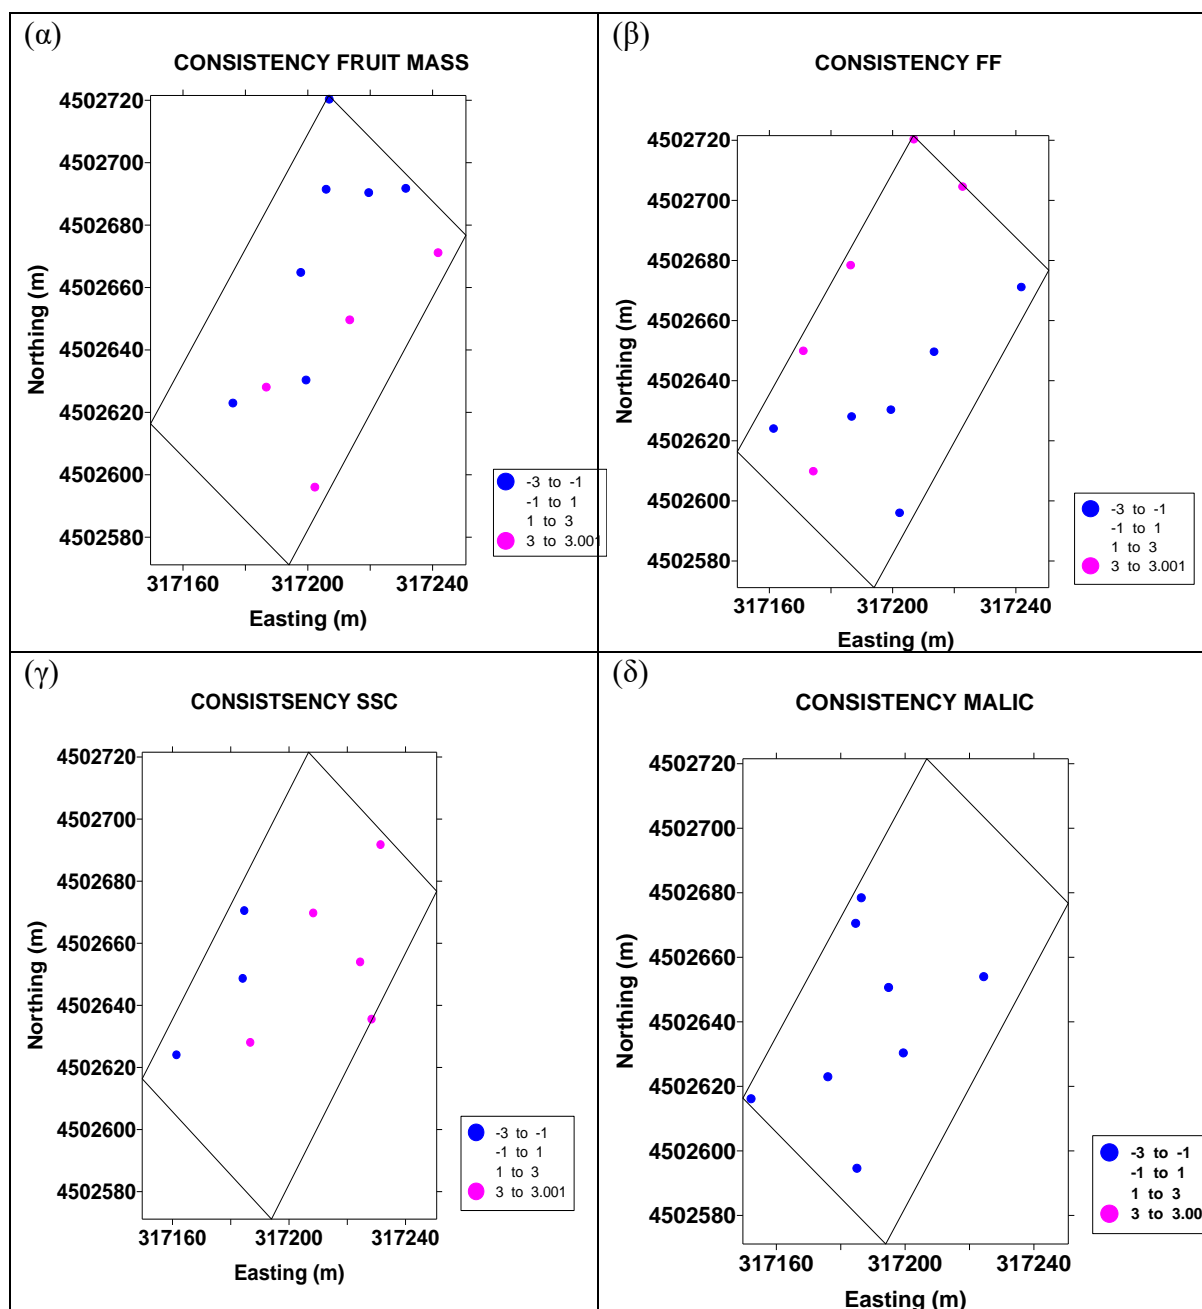 (α)
CONSISTENCY FRUIT MASS
4502720
4502700
4502680
4502660
4502640
4502620
4502600
4502580
Northing (m)
317160 317200 317240
Easting (m)
-3 to -1
-1 to 1
1 to 3
3 to 3.001
(β)
CONSISTENCY FF
4502720
4502700
4502680
4502660
4502640
4502620
4502600
4502580
Northing (m)
317160 317200 317240
Easting (m)
-3 to -1
-1 to 1
1 to 3
3 to 3.001
(γ)
CONSISTSENCY SSC
4502720
4502700
4502680
4502660
4502640
4502620
4502600
4502580
Northing (m)
317160 317200 317240
Easting (m)
-3 to -1
-1 to 1
1 to 3
3 to 3.001
(δ)
CONSISTENCY MALIC
4502720
4502700
4502680
4502660
4502640
4502620
4502600
4502580
Northing (m)
317160 317200 317240
Easting (m)
-3 to -1
-1 to 1
1 to 3
3 to 3.00